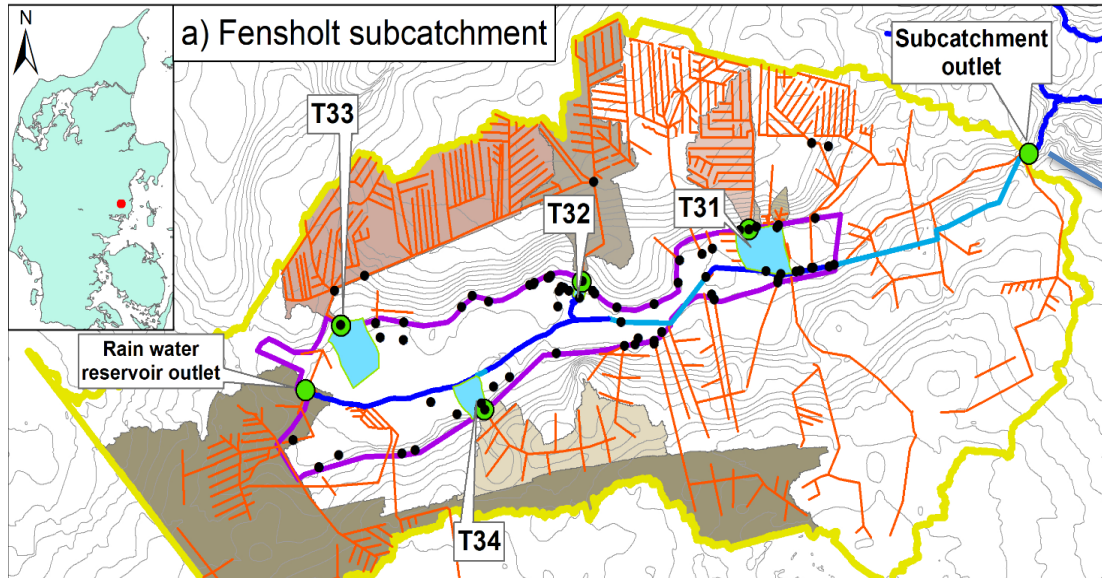 N
a) Fensholt subcatchment
Subcatchment
outlet
T33
T32
T31
Rain water
reservoir outlet
T34